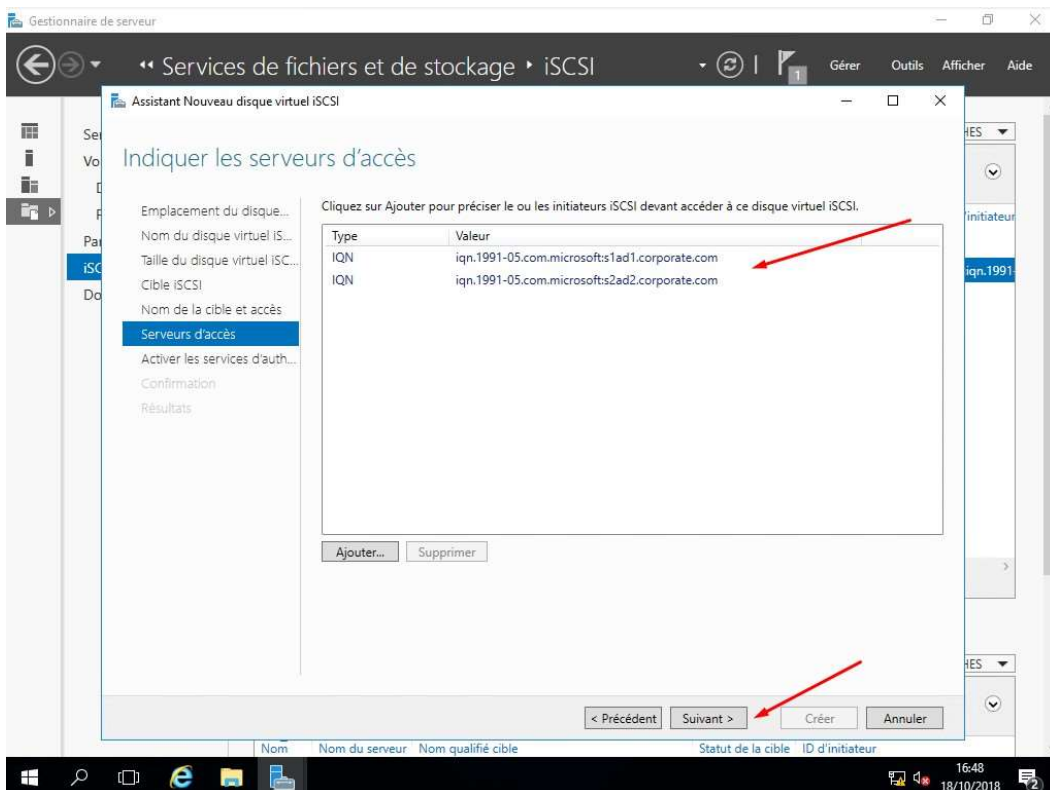 Gestionnaire de serveur
Services de fichiers et de stockage iSCSI
1
Gérer Outils Afficher Aide
Assistant Nouveau disque virtuel iSCSI
Indiquer les serveurs d'accès
Emplacement du disque...
Nom du disque virtuel iS...
Taille du disque virtuel iSC...
Cible iSCSI
Nom de la cible et accès
Serveurs d'accès
Activer les services d'auth...
Confirmation
Résultats
Cliquez sur Ajouter pour préciser le ou les initiateurs iSCSI devant accéder à ce disque virtuel iSCSI.
Type Valeur
IQN iqn.1991-05.com.microsoft:s1ad1.corporate.com
IQN iqn.1991-05.com.microsoft:s2ad2.corporate.com
Ajouter... Supprimer
< Précédent Suivant > Créer Annuler
Nom Nom du serveur Nom qualifié cible Statut de la cible ID d'initiateur
16:48
18/10/2018
2